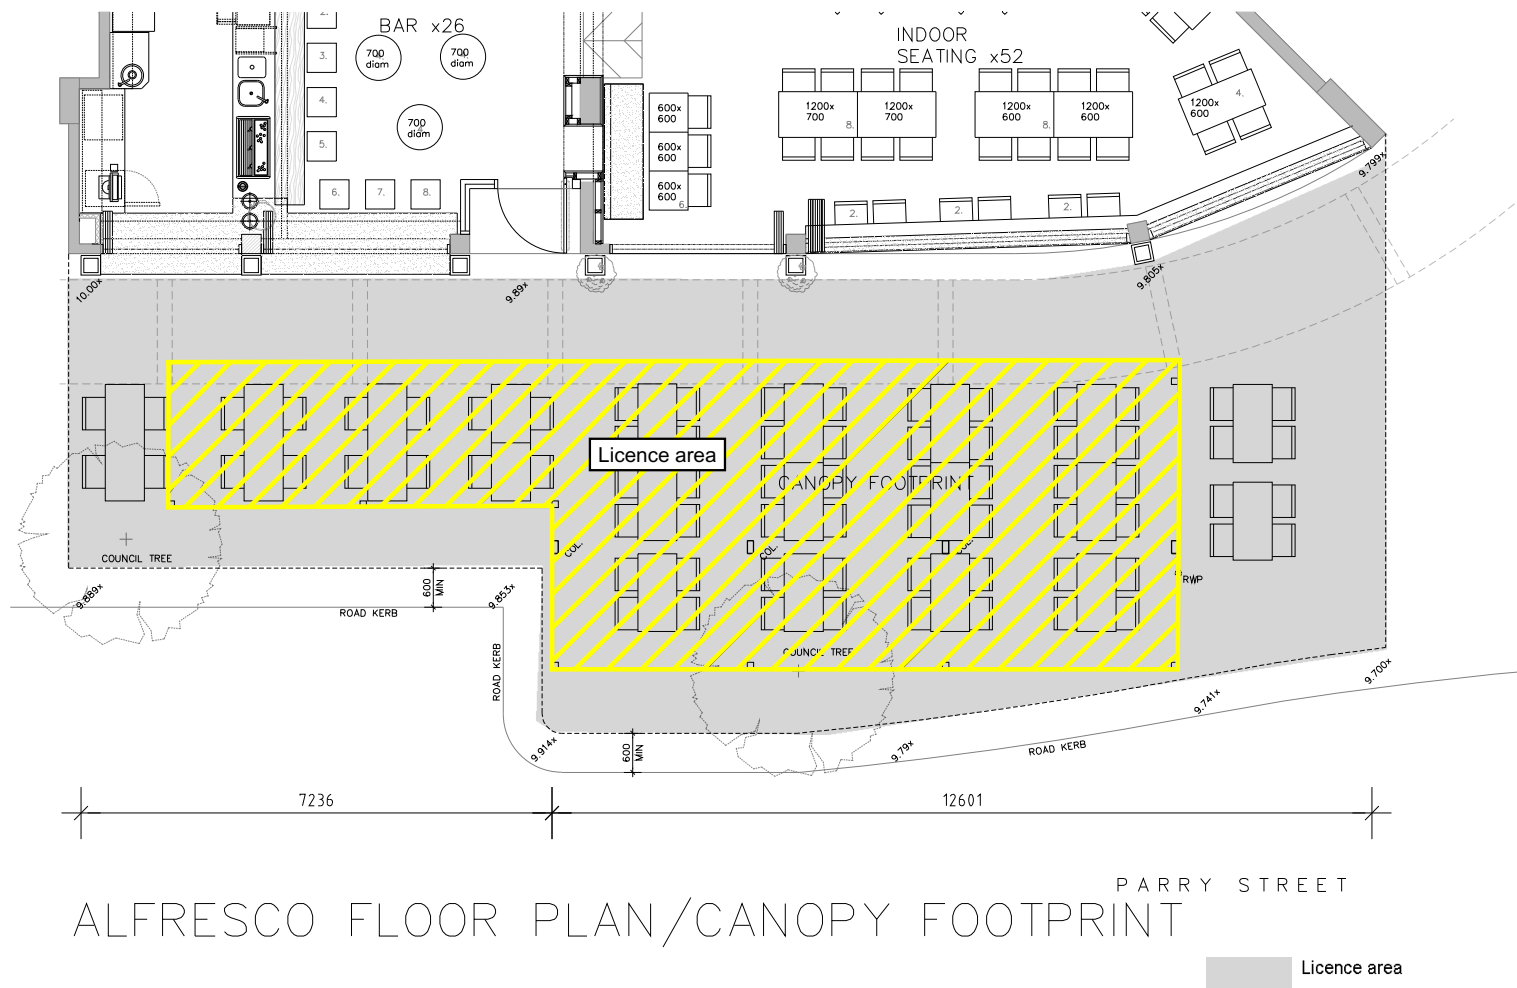 BAR x26
INDOOR
SEATING x52
2.
3.
4.
5.
6.
7.
8.
700
diam
700
diam
700
diam
600x
600
600x
600
600x
600
6.
1200x
700
8.
1200x
700
1200x
600
8.
1200x
600
1200x
600
4.
2.
2.
2.
9.799x
10.00x
9.89x
9.805x
Licence area
CANOPY FOOTPRINT
COL.
COL.
COL.
RWP
COUNCIL TREE
COUNCIL TREE
9.889x
ROAD KERB
600
MIN
9.853x
ROAD KERB
9.914x
600
MIN
9.79x
ROAD KERB
9.741x
9.700x
7236
12601
PARRY STREET
ALFRESCO FLOOR PLAN/CANOPY FOOTPRINT
Licence area